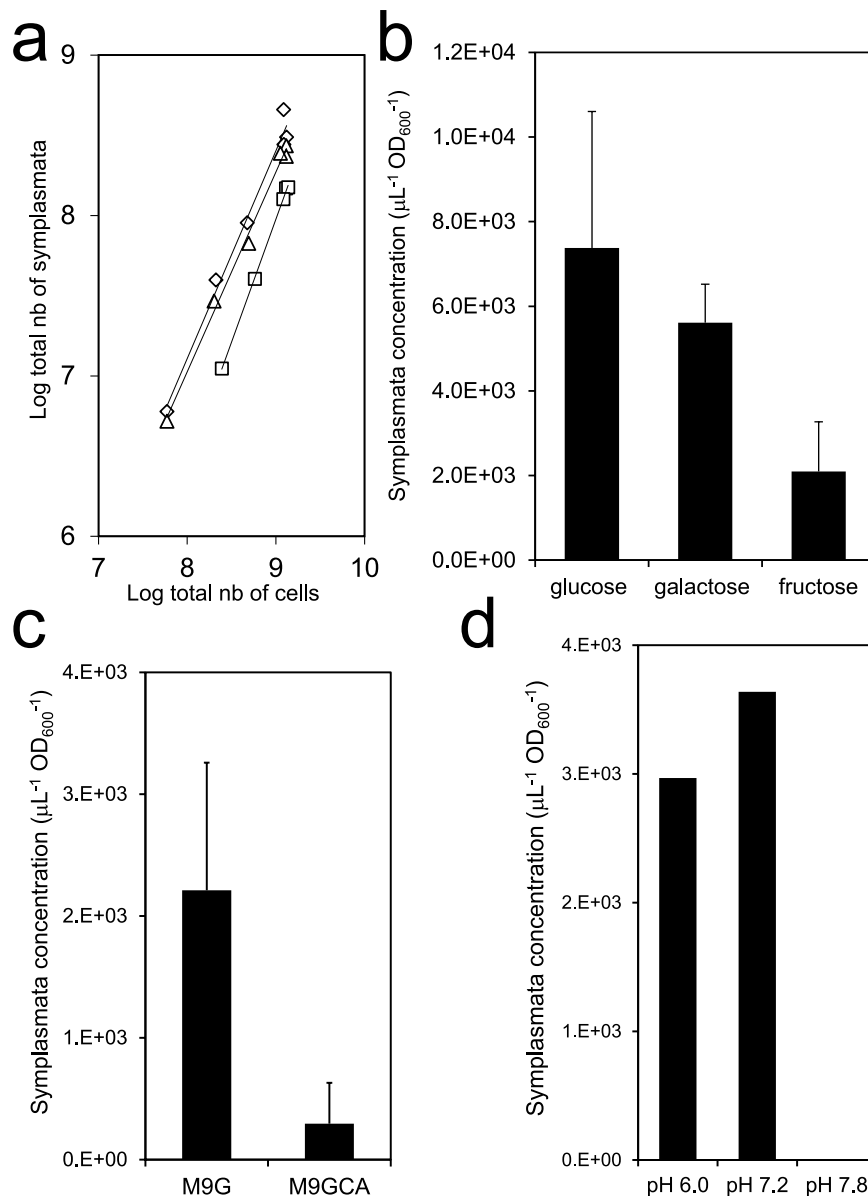 a
9
8
7
6
7 8 9 10
Log total nb of symplasmata
Log total nb of cells
b
1.2E+04
1.0E+04
8.0E+03
6.0E+03
4.0E+03
2.0E+03
0.0E+00
Symplasmata concentration (μL-1 OD600-1)
glucose galactose fructose
c
4.E+03
3.E+03
2.E+03
1.E+03
0.E+00
Symplasmata concentration (μL-1 OD600-1)
M9G M9GCA
d
4.E+03
3.E+03
2.E+03
1.E+03
0.E+00
Symplasmata concentration (μL-1 OD600-1)
pH 6.0 pH 7.2 pH 7.8